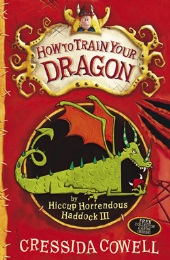 HOW TO TRAIN YOUR
DRAGON
by
Hiccup Horrendous
Haddock III
CRESSIDA COWELL